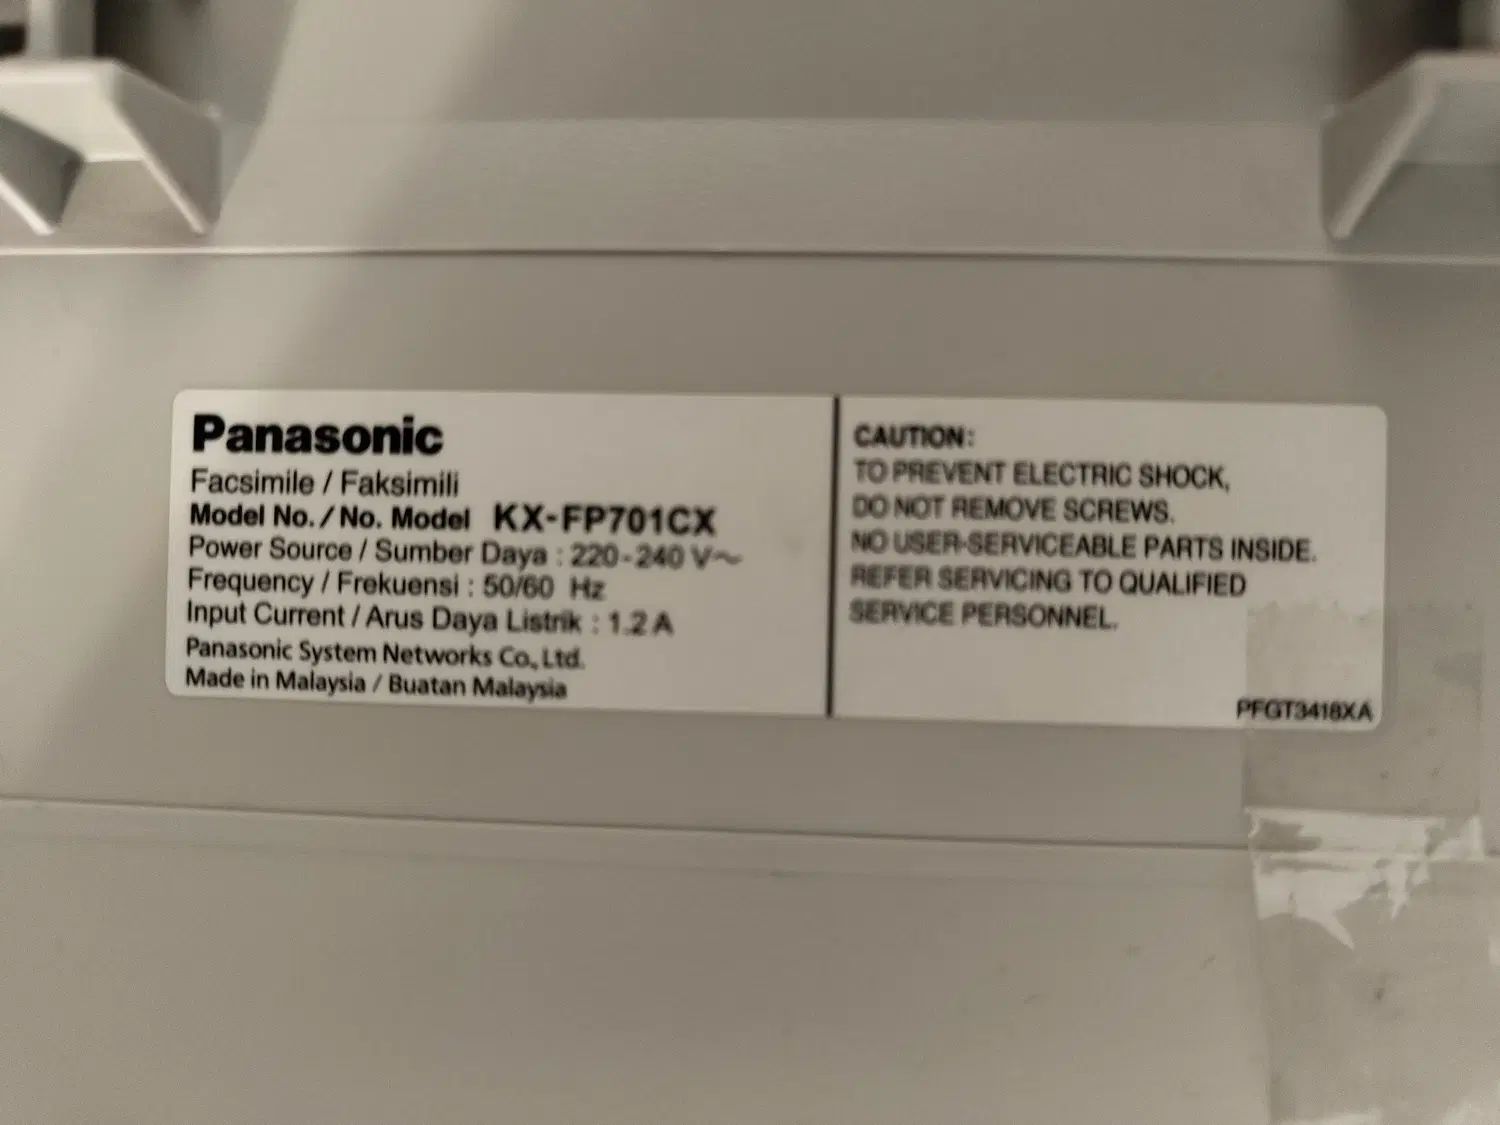 Panasonic
Facsimile / Faksimili
Model No. / No. Model KX-FP701CX
Power Source / Sumber Daya : 220-240 V～
Frequency / Frekuensi : 50/60 Hz
Input Current / Arus Daya Listrik : 1.2 A
Panasonic System Networks Co., Ltd.
Made in Malaysia / Buatan Malaysia
CAUTION:
TO PREVENT ELECTRIC SHOCK,
DO NOT REMOVE SCREWS.
NO USER-SERVICEABLE PARTS INSIDE.
REFER SERVICING TO QUALIFIED
SERVICE PERSONNEL.
PFGT3418XA